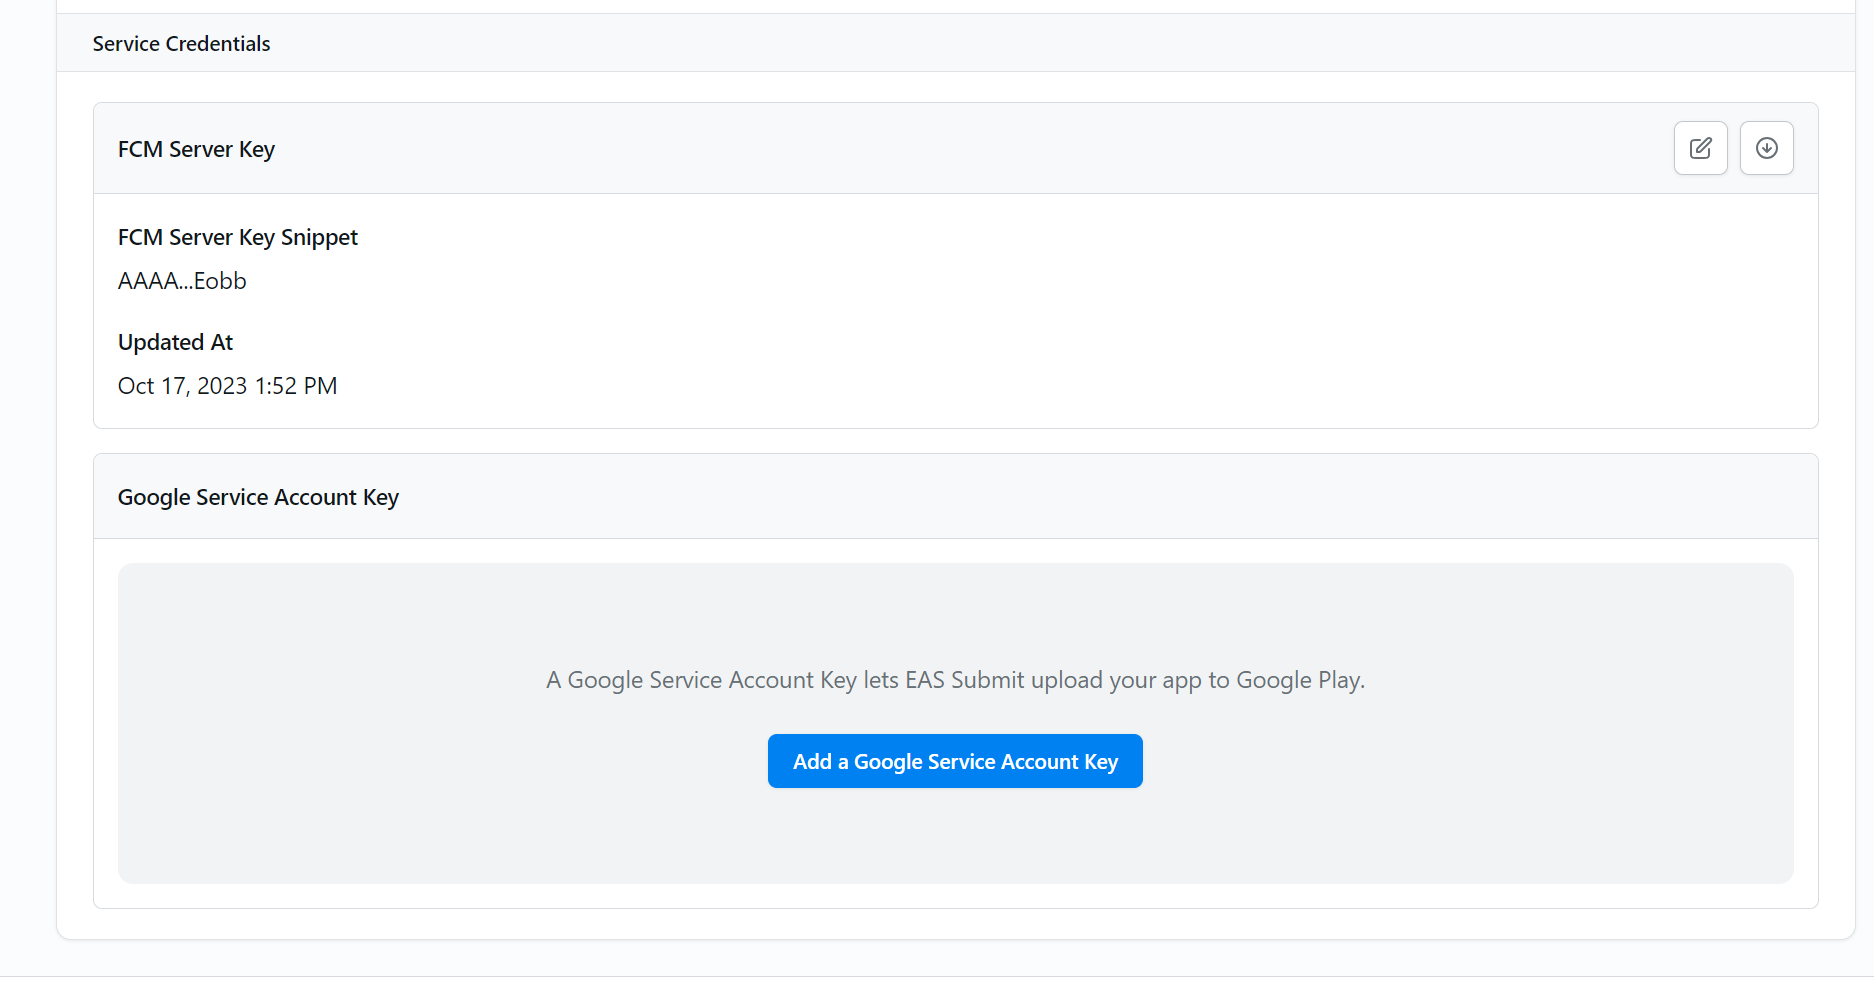 Service Credentials
FCM Server Key
FCM Server Key Snippet
AAAA...Eobb
Updated At
Oct 17, 2023 1:52 PM
Google Service Account Key
A Google Service Account Key lets EAS Submit upload your app to Google Play.
Add a Google Service Account Key